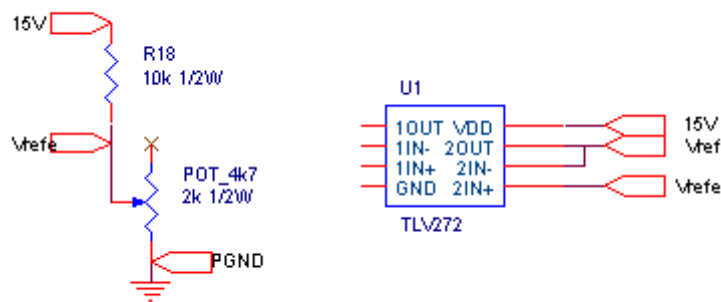 15V
R18
10k 1/2W
Vrefe
POT_4k7
2k 1/2W
PGND
U1
1OUT VDD
1IN- 2OUT
1IN+ 2IN-
GND 2IN+
TLV272
15V
Vref
Vrefe